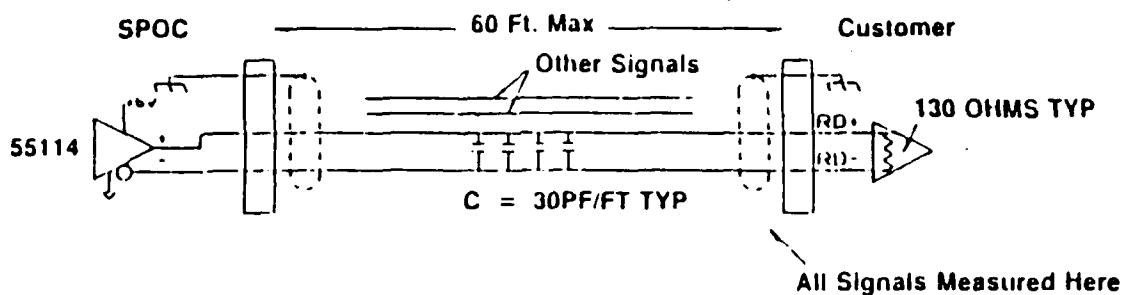 SPOC
60 Ft. Max
Customer
Other Signals
130 OHMS TYP
55114
+
-
RD+
RD-
C = 30PF/FT TYP
All Signals Measured Here